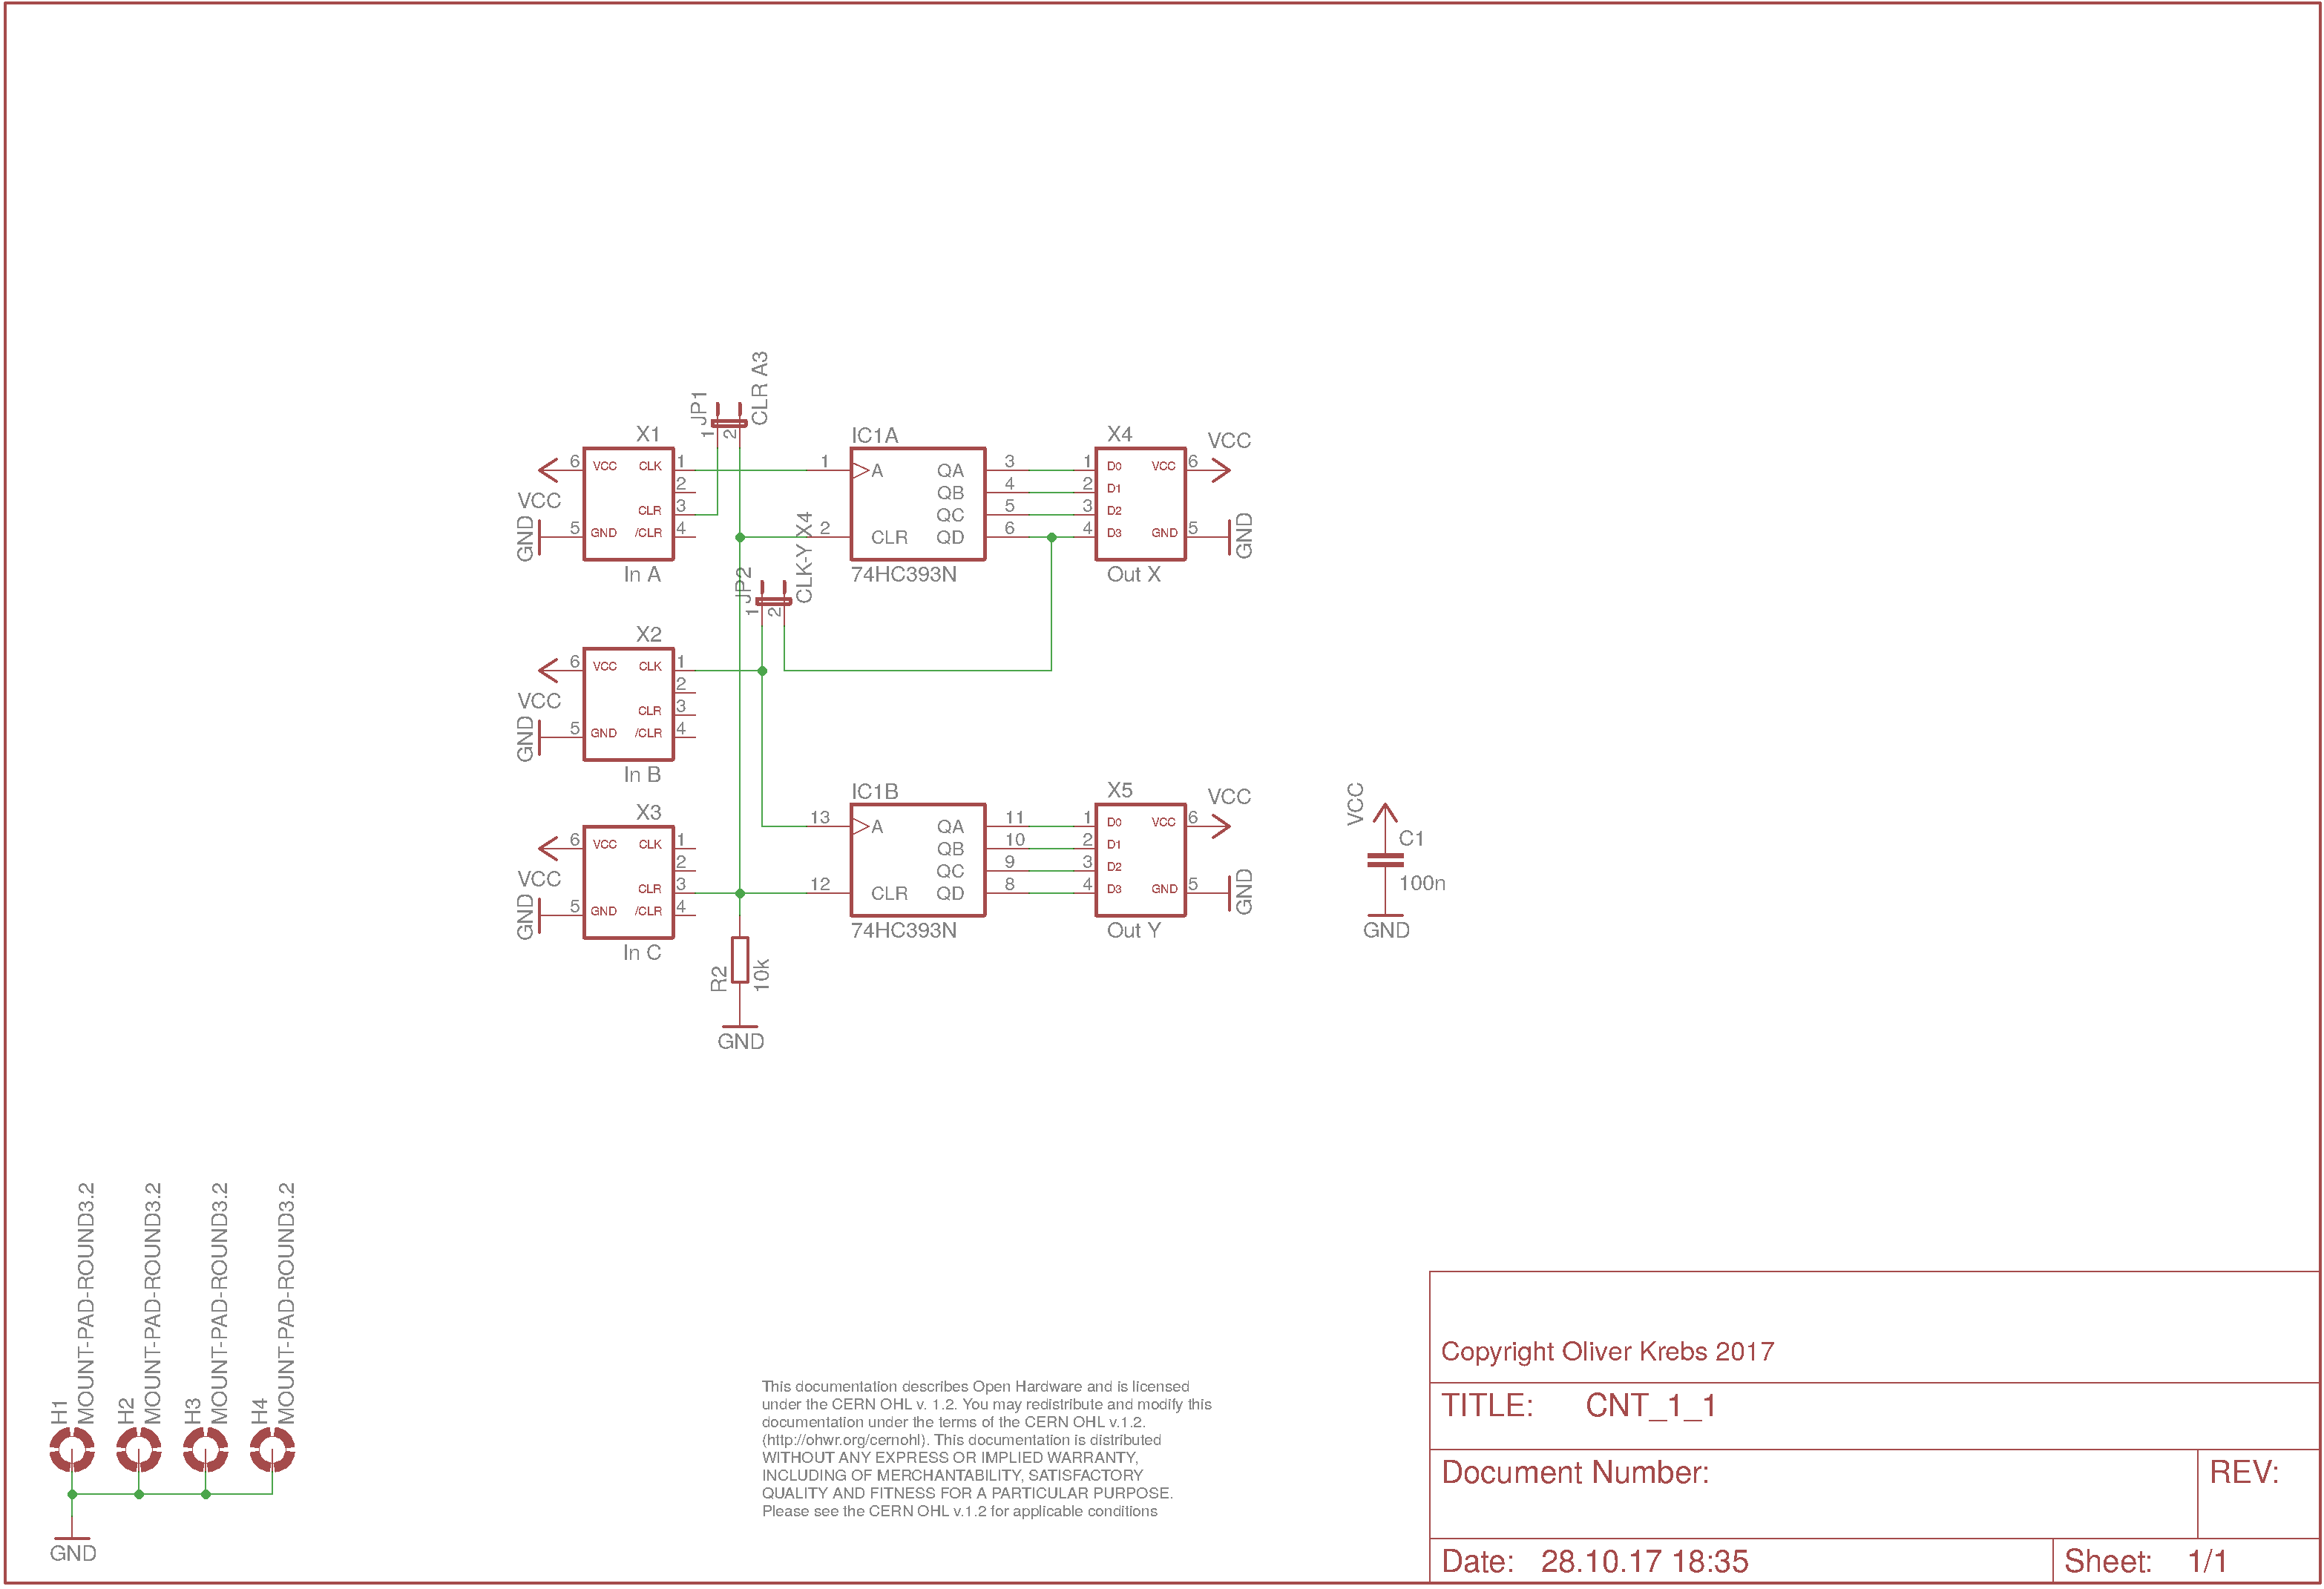 CLR A3
JP1
1
2
X1
6 VCC CLK 1
2
VCC
CLR 3
GND
5 GND /CLR 4
In A
IC1A
1 A QA 3
QB 4
QC 5
2 CLR QD 6
74HC393N
X4
VCC
1 D0 VCC 6
2 D1
3 D2
4 D3 GND 5
GND
Out X
CLK-Y X4
JP2
1
2
X2
6 VCC CLK 1
2
VCC
CLR 3
GND
5 GND /CLR 4
In B
X3
6 VCC CLK 1
2
VCC
CLR 3
GND
5 GND /CLR 4
In C
IC1B
13 A QA 11
QB 10
QC 9
12 CLR QD 8
74HC393N
X5
VCC
1 D0 VCC 6
2 D1
3 D2
4 D3 GND 5
GND
Out Y
VCC
C1
100n
GND
R2
10k
GND
H1
MOUNT-PAD-ROUND3.2
H2
MOUNT-PAD-ROUND3.2
H3
MOUNT-PAD-ROUND3.2
H4
MOUNT-PAD-ROUND3.2
GND
This documentation describes Open Hardware and is licensed
under the CERN OHL v. 1.2. You may redistribute and modify this
documentation under the terms of the CERN OHL v.1.2.
(http://ohwr.org/cernohl). This documentation is distributed
WITHOUT ANY EXPRESS OR IMPLIED WARRANTY,
INCLUDING OF MERCHANTABILITY, SATISFACTORY
QUALITY AND FITNESS FOR A PARTICULAR PURPOSE.
Please see the CERN OHL v.1.2 for applicable conditions
Copyright Oliver Krebs 2017
TITLE: CNT_1_1
Document Number:
REV:
Date: 28.10.17 18:35
Sheet: 1/1